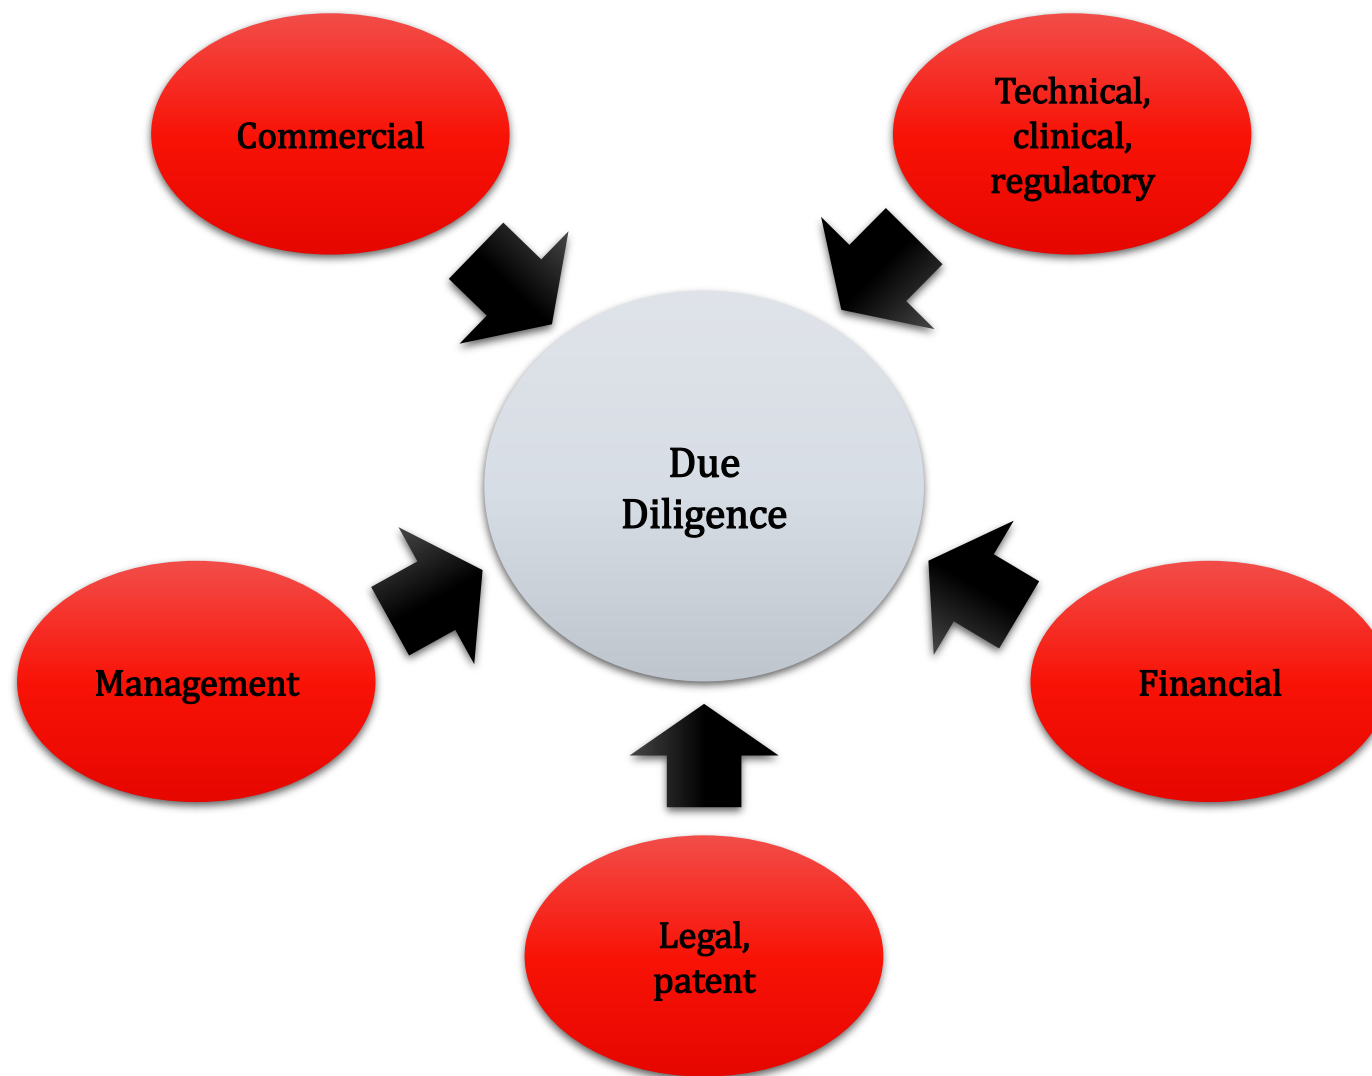 Commercial
Technical,
clinical,
regulatory
Due
Diligence
Management
Financial
Legal,
patent